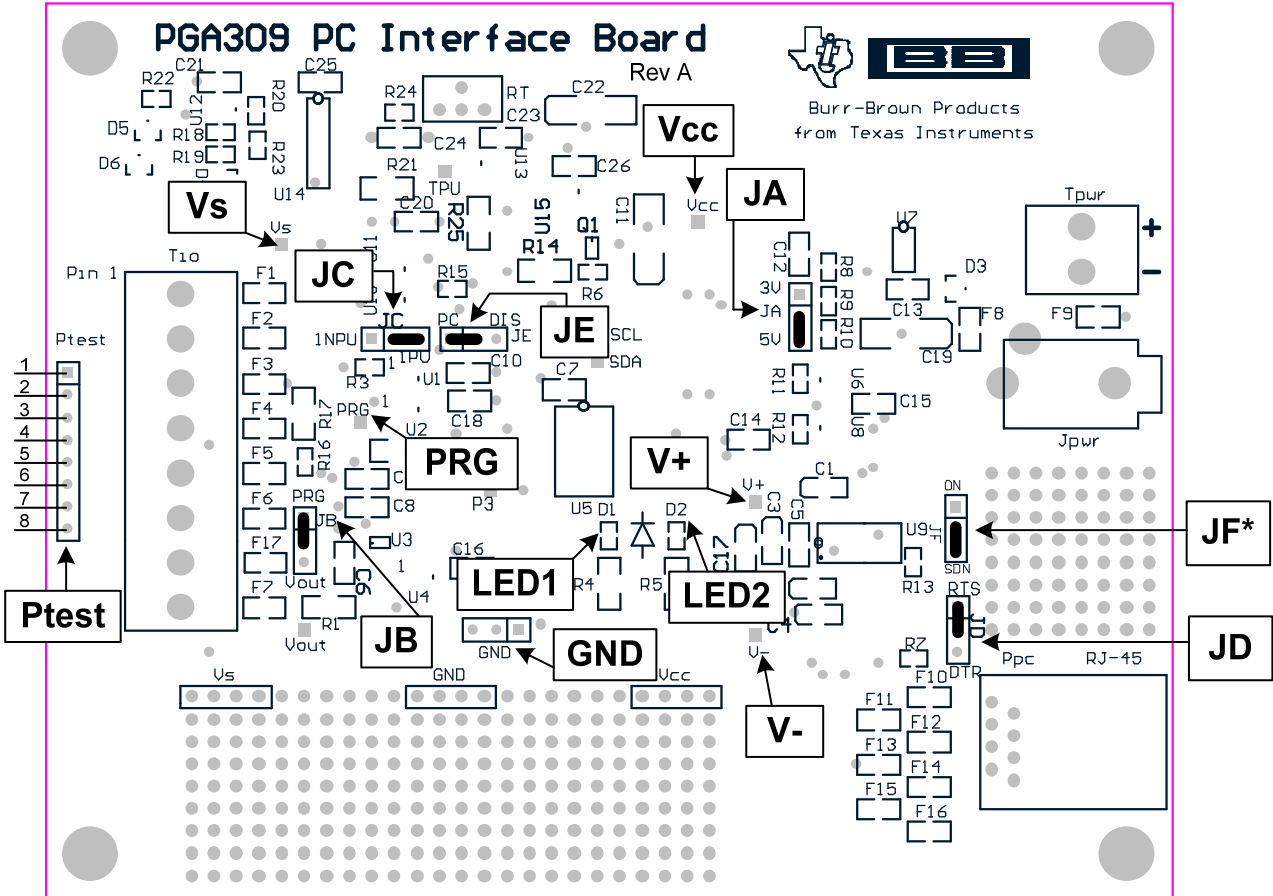 PGA309 PC Interface Board
Rev A
BB
Burr-Brown Products
from Texas Instruments
C21
C25
R22
R20
R24
RT
C22
U12
D5
R18
C23
C24
D6
R19
R23
U13
C26
R21
U14
TPU
Vcc
Vs
JA
C20
R25
U15
C11
Vcc
Tpwr
+
-
Vs
Q1
U7
R14
C12
JC
Pin 1
Tio
F1
R15
R6
R8
D3
3V
JA
5V
R9
R10
C13
F8
F9
C19
F2
JC
PC
DIS
JE
JE
SCL
1NPU
1PU
SDA
Ptest
F3
R3
1
U1
C10
C7
R11
U6
C15
1
2
3
4
5
6
7
8
F4
R17
PRG
1
C18
C14
R12
U8
Jpwr
U2
PRG
V+
F5
R16
C1
F6
PRG
JB
C8
P3
V+
ON
JF
SDN
JF*
U5
D1
D2
C3
C5
U9
F17
U3
C16
C17
Vout
C6
1
LED1
R4
R5
LED2
R13
RTS
F7
R1
U4
Ptest
Vout
JB
GND
GND
V-
R7
JD
DTR
Ppc
RJ-45
Vs
GND
Vcc
V-
F10
F11
F12
F13
F14
F15
F16